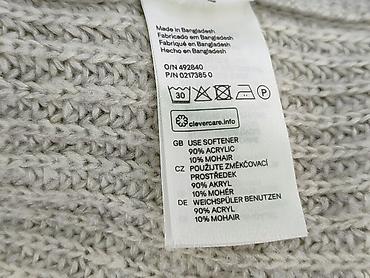 Made in Bangladesh
Fabricado em Bangladesh
Fabriqué en Bangladesh
Hecho en Bangladesh
O/N 492840
P/N 0217385 0
30 P
clevercare.info
GB USE SOFTENER
90% ACRYLIC
10% MOHAIR
CZ POUŽIJTE ZMĚKČOVACÍ
PROSTŘEDEK
90% AKRYL
10% MOHÉR
DE WEICHSPÜLER BENUTZEN
90% ACRYL
10% MOHAIR